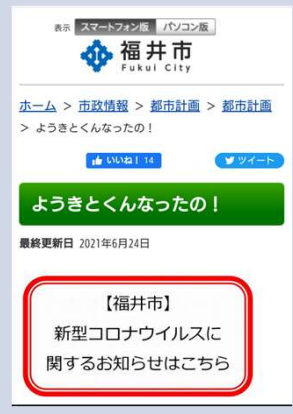 表示 スマートフォン版 パソコン版
福井市
Fukui City
ホーム > 市政情報 > 都市計画 > 都市計画
> ようきとくんなったの!
いいね! 14 ツイート
ようきとくんなったの!
最終更新日 2021年6月24日
【福井市】
新型コロナウイルスに
関するお知らせはこちら